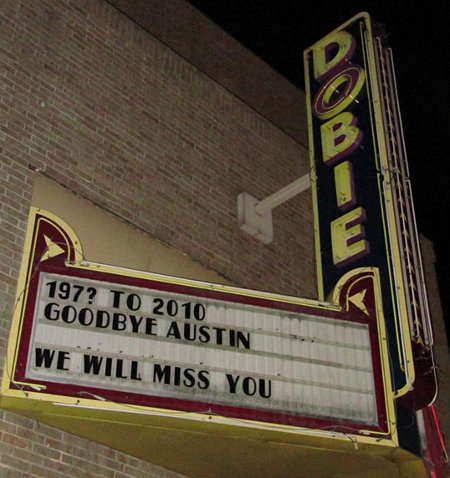 DOBIE
197? TO 2010
GOODBYE AUSTIN
WE WILL MISS YOU